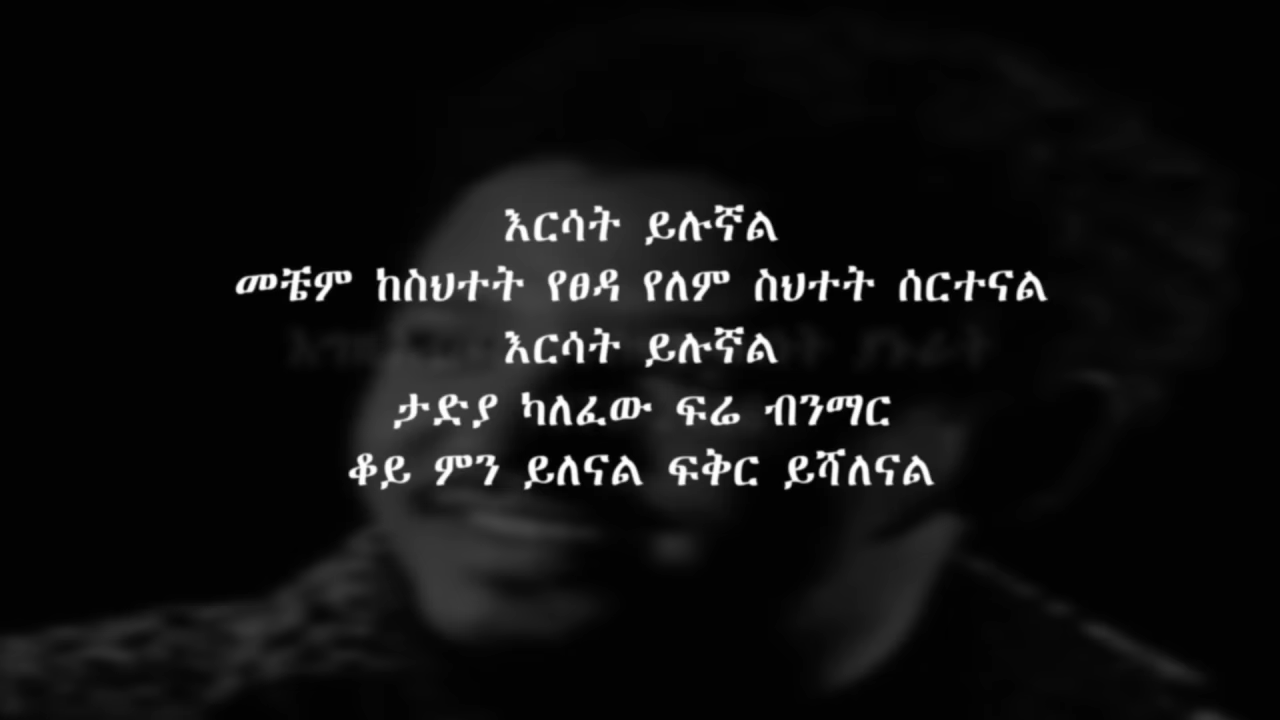 እርሳት ይሉኛል
መቼም ከስህተት የፀዳ የለም ስህተት ሰርተናል
እርሳት ይሉኛል
ታድያ ካለፈው ፍሬ ብንማር
ቆይ ምን ይለናል ፍቅር ይሻለናል